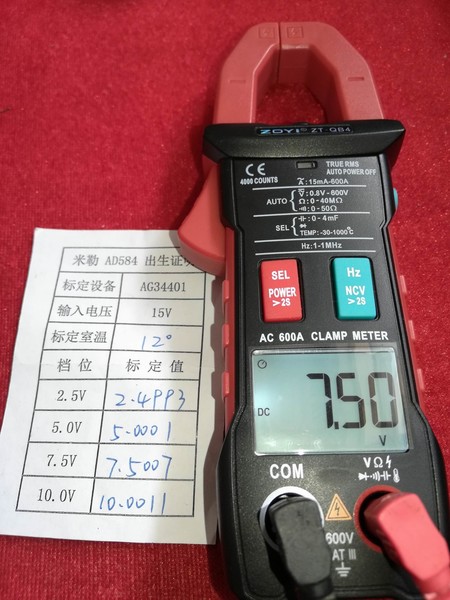 米勒 AD584 出生证
标定设备 AG34401
输入电压 15V
标定室温 12°
档 位 标 定 值
2.5V 2.4993
5.0V 5.0001
7.5V 7.5007
10.0V 10.0011
ZOYI ZT-QB4
CE
4000 COUNTS
TRUE RMS
AUTO POWER OFF
A:15mA-600A
AUTO
V:0.8V-600V
Ω:0-40MΩ
0-50Ω
SEL
0-4mF
TEMP:-30-1000℃
Hz:1-1MHz
SEL
POWER
>2S
Hz
NCV
>2S
AC 600A CLAMP METER
DC 7.50 V
COM
VΩ
600V
CAT III